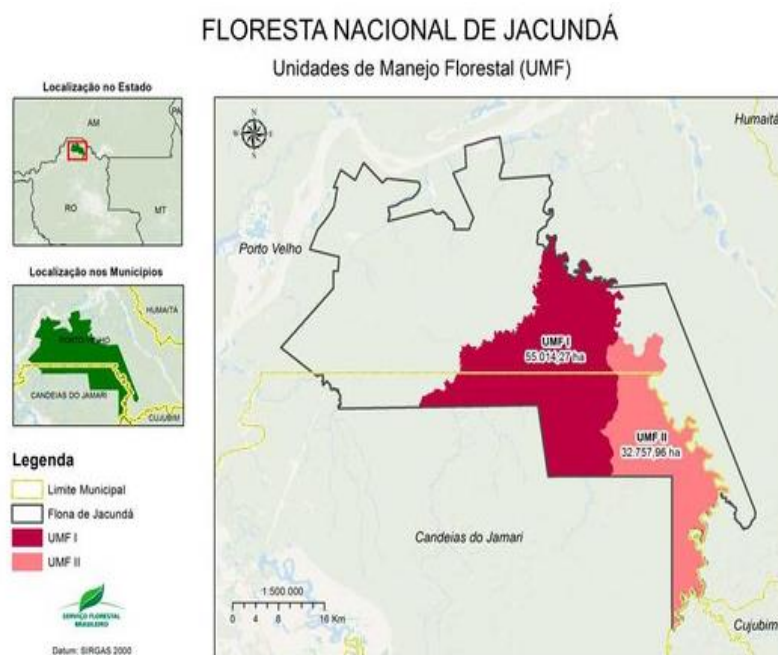 FLORESTA NACIONAL DE JACUNDÁ
Unidades de Manejo Florestal (UMF)
Localização no Estado
AM
PA
RO
MT
Localização nos Municípios
HUMAITÁ
PORTO VELHO
CANDEIAS DO JAMARI
CUJUBIM
Legenda
Limite Municipal
Flona de Jacundá
UMF I
UMF II
SERVIÇO FLORESTAL
BRASILEIRO
Datum: SIRGAS 2000
N
W
E
S
Humaitá
Porto Velho
UMF I
55.014,27 ha
UMF II
32.757,96 ha
Candeias do Jamari
1:500.000
0 4 8 16 Km
Cujubim